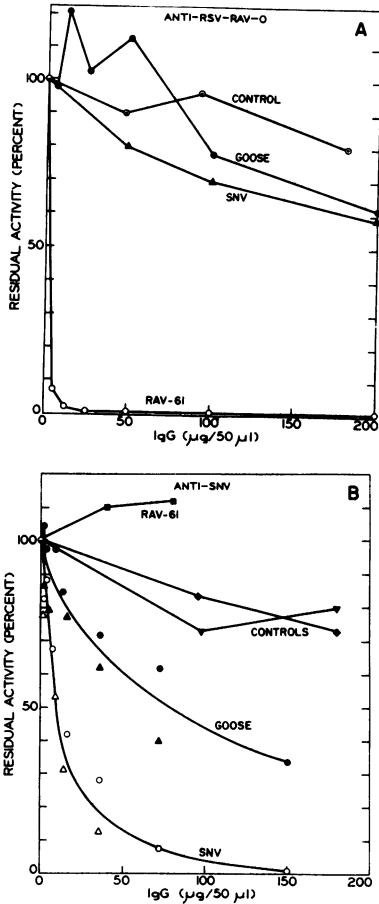 ANTI-RSV-RAV-O
A
100
CONTROL
GOOSE
SNV
50
RAV-61
0
0 50 100 150 200
IgG (µg/50 µl)
RESIDUAL ACTIVITY (PERCENT)
ANTI-SNV
B
RAV-61
100
CONTROLS
50
GOOSE
SNV
0
0 50 100 150 200
IgG (µg/50 µl)
RESIDUAL ACTIVITY (PERCENT)